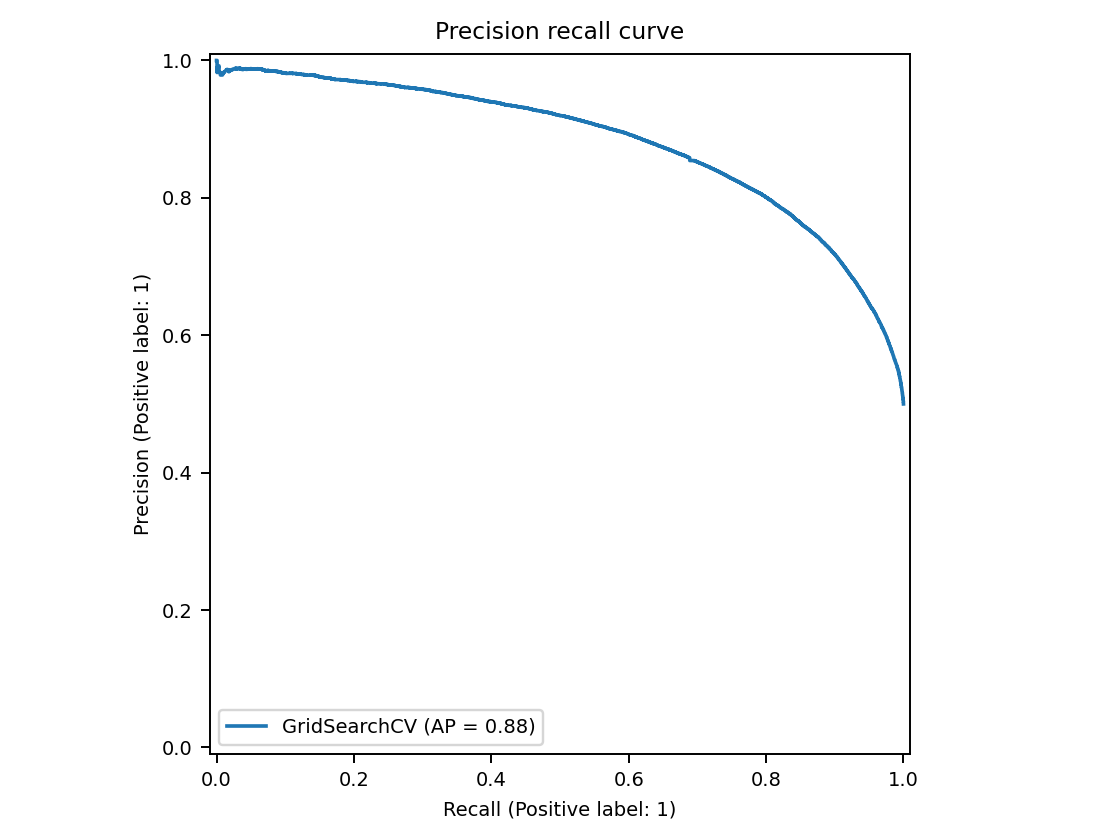 Precision recall curve
1.0
0.8
0.6
0.4
0.2
0.0
Precision (Positive label: 1)
GridSearchCV (AP = 0.88)
0.0 0.2 0.4 0.6 0.8 1.0
Recall (Positive label: 1)